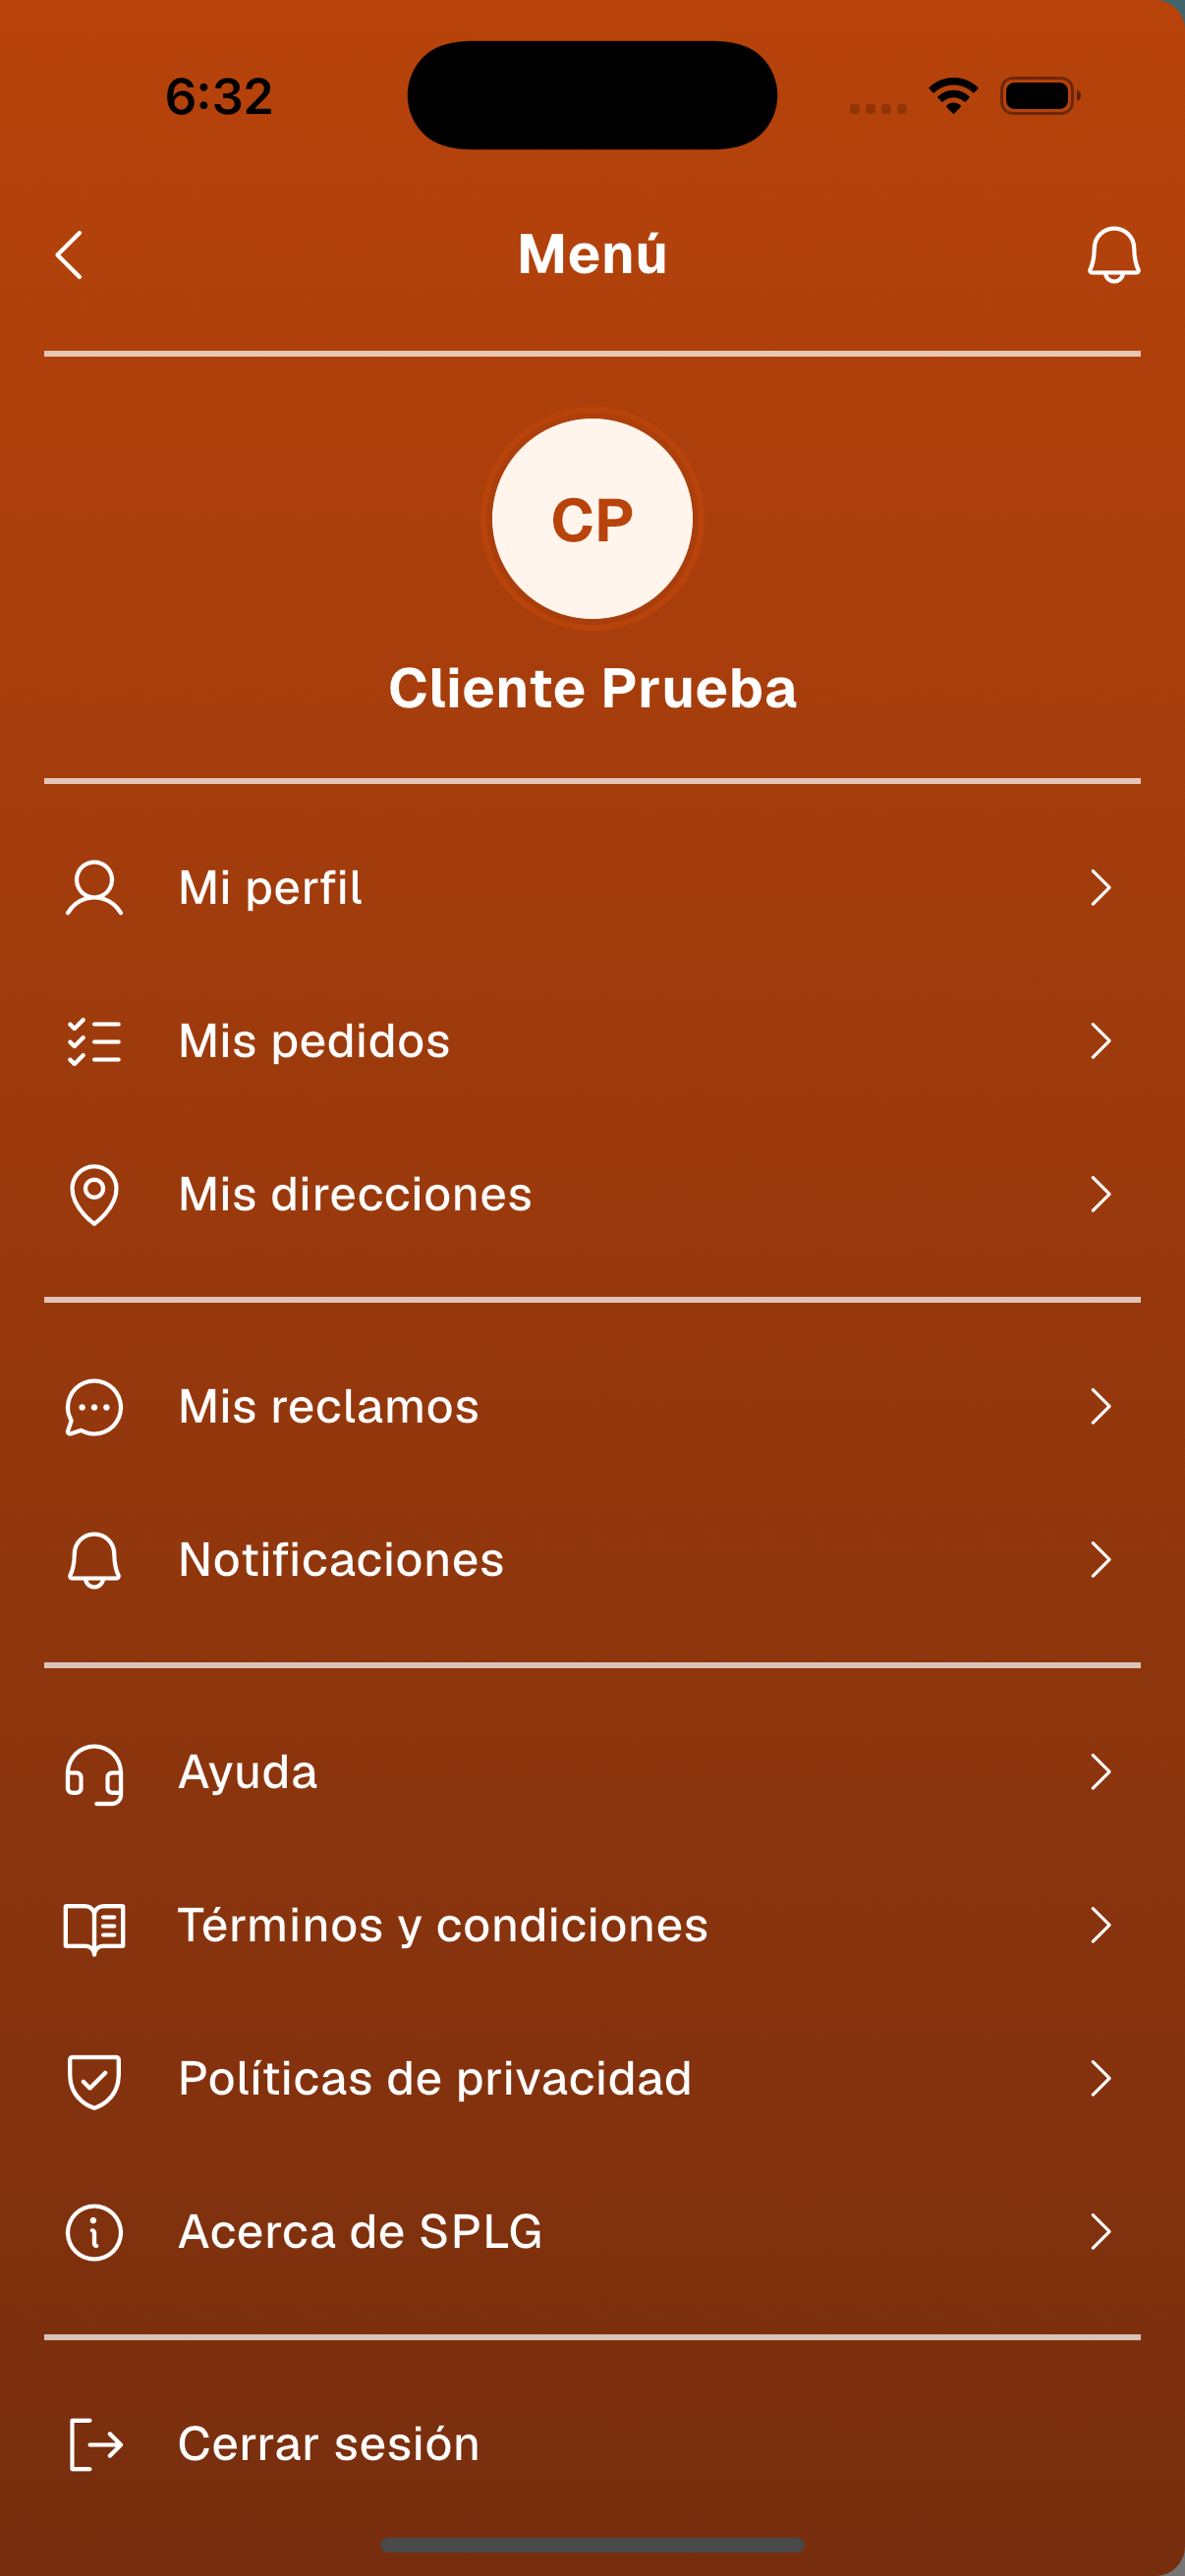 6:32
Menú
CP
Cliente Prueba
Mi perfil
Mis pedidos
Mis direcciones
Mis reclamos
Notificaciones
Ayuda
Términos y condiciones
Políticas de privacidad
Acerca de SPLG
Cerrar sesión